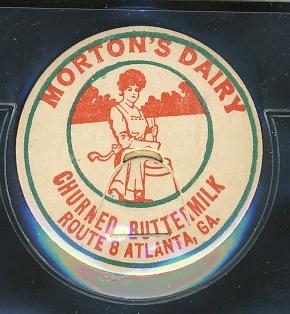 MORTON'S DAIRY
CHURNED BUTTERMILK
ROUTE 8 ATLANTA, GA.